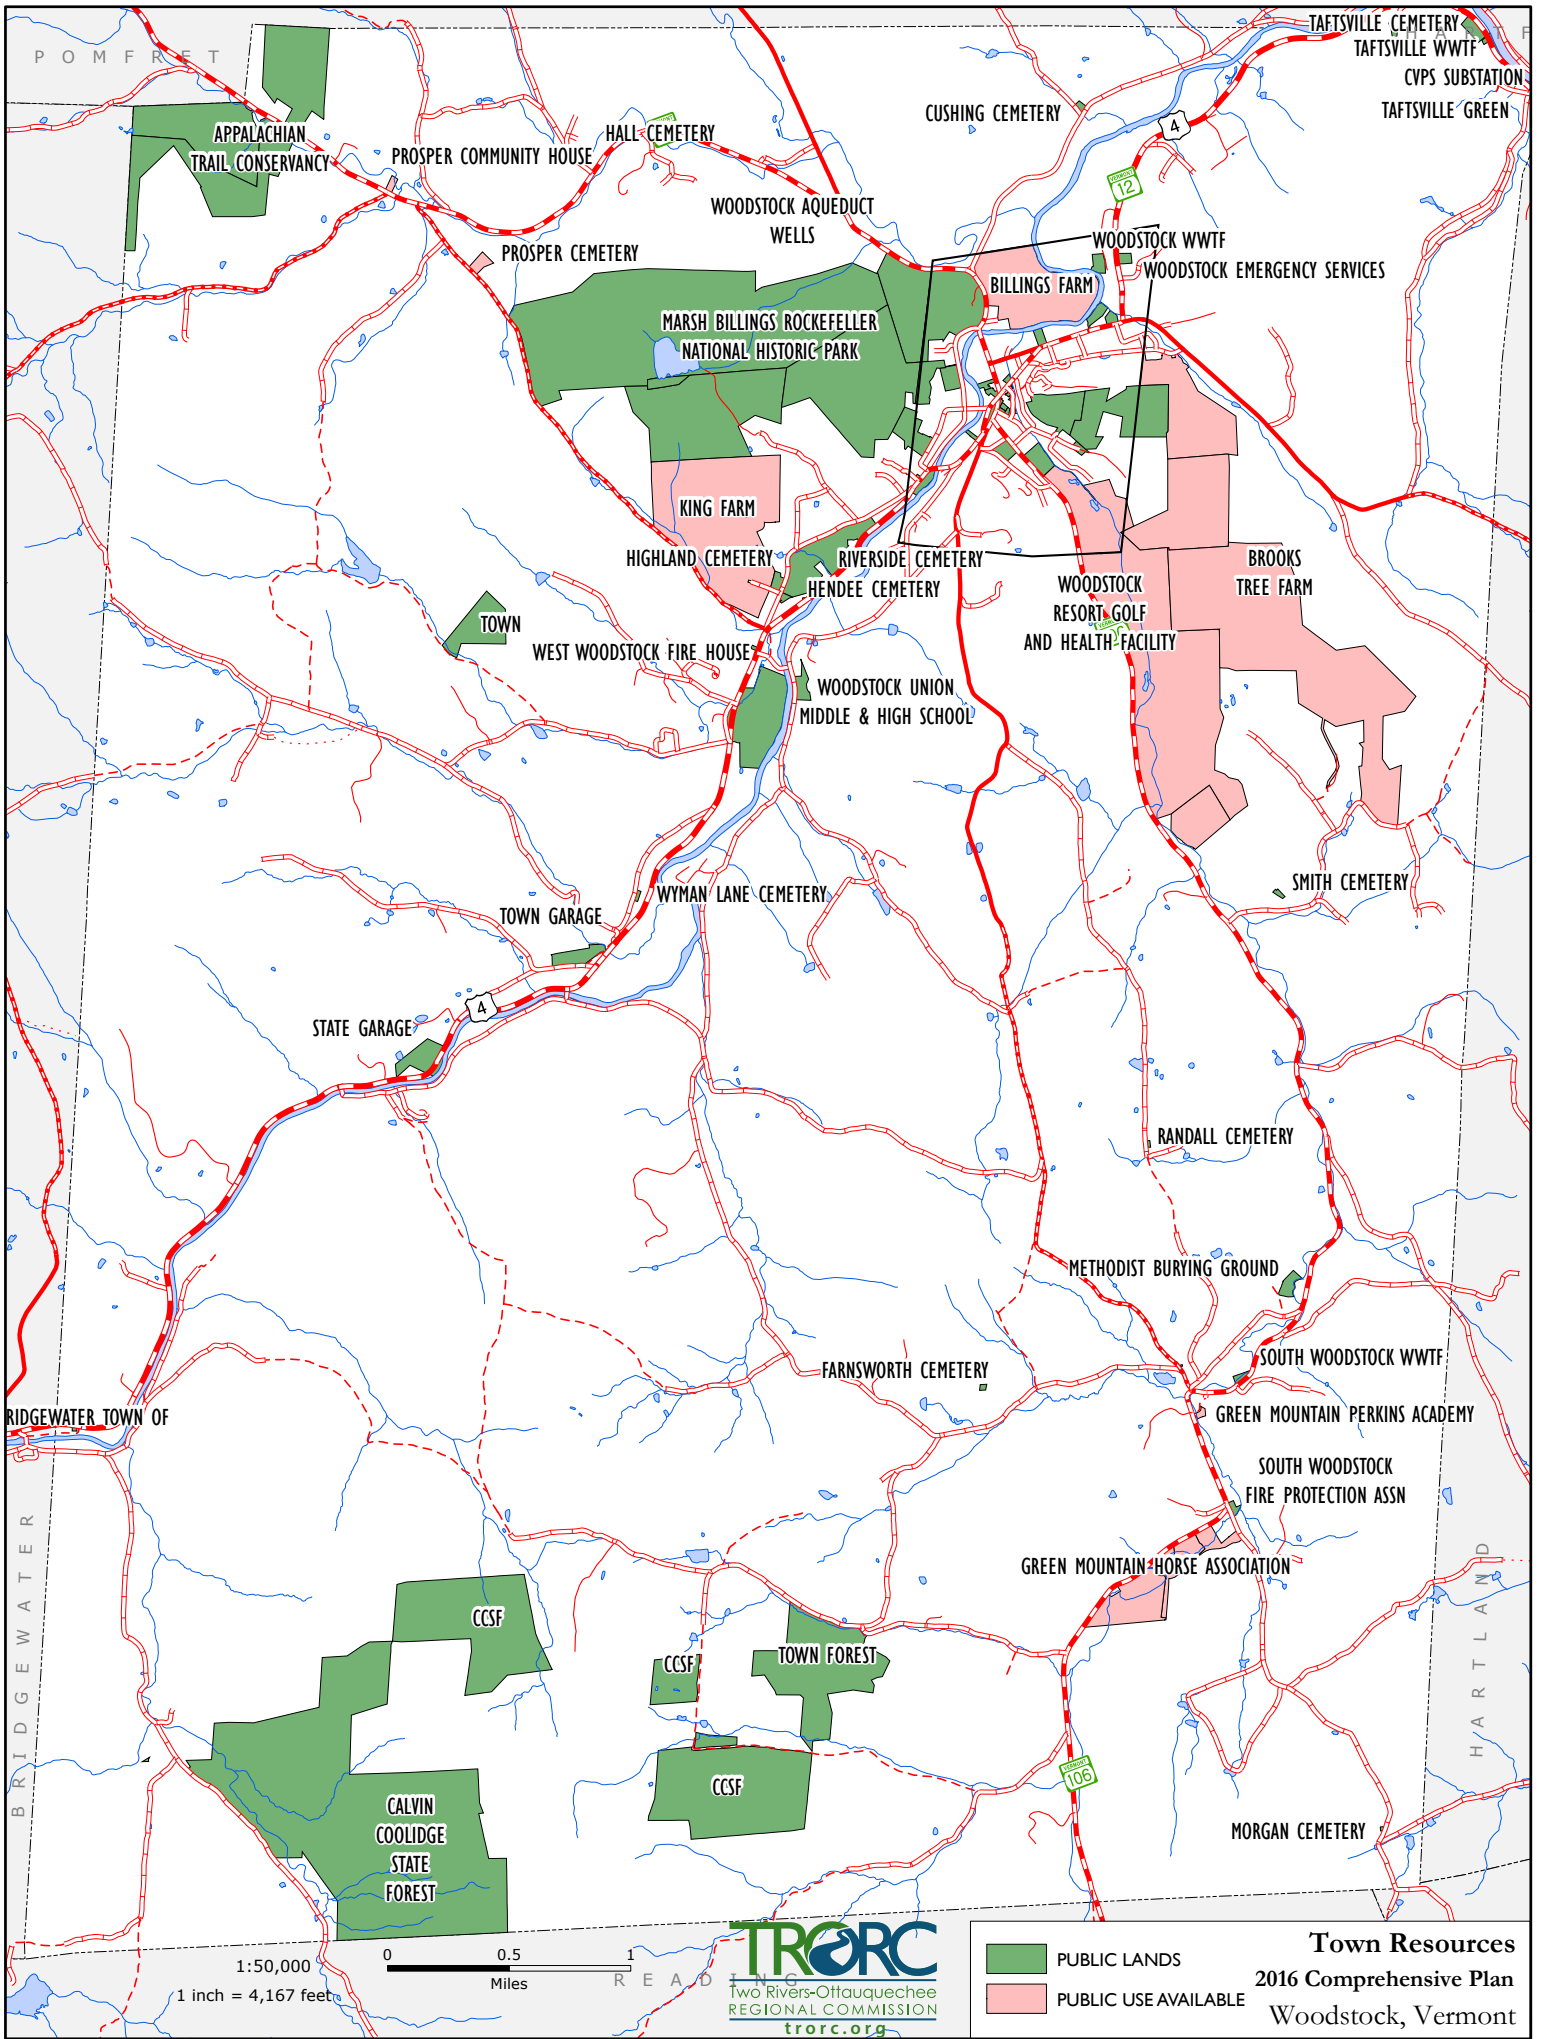 TAFTSVILLE CEMETERY
HARTF
POMFRET
TAFTSVILLE WWTF
CVPS SUBSTATION
TAFTSVILLE GREEN
CUSHING CEMETERY
4
APPALACHIAN
TRAIL CONSERVANCY
HALL CEMETERY
PROSPER COMMUNITY HOUSE
VERMONT
12
WOODSTOCK AQUEDUCT
WELLS
PROSPER CEMETERY
WOODSTOCK WWTF
WOODSTOCK EMERGENCY SERVICES
BILLINGS FARM
MARSH BILLINGS ROCKEFELLER
NATIONAL HISTORIC PARK
KING FARM
HIGHLAND CEMETERY
RIVERSIDE CEMETERY
HENDEE CEMETERY
BROOKS
TREE FARM
WOODSTOCK
RESORT GOLF
AND HEALTH FACILITY
TOWN
WEST WOODSTOCK FIRE HOUSE
WOODSTOCK UNION
MIDDLE & HIGH SCHOOL
SMITH CEMETERY
WYMAN LANE CEMETERY
TOWN GARAGE
4
STATE GARAGE
RANDALL CEMETERY
METHODIST BURYING GROUND
SOUTH WOODSTOCK WWTF
FARNSWORTH CEMETERY
GREEN MOUNTAIN PERKINS ACADEMY
RIDGEWATER TOWN OF
SOUTH WOODSTOCK
FIRE PROTECTION ASSN
GREEN MOUNTAIN HORSE ASSOCIATION
BRIDGEWATER
HARTLAND
CCSF
CCSF
TOWN FOREST
CCSF
VERMONT
106
CALVIN
COOLIDGE
STATE
FOREST
MORGAN CEMETERY
1:50,000
1 inch = 4,167 feet
0 0.5 1
Miles
READING
TRORC
Two Rivers-Ottauquechee
REGIONAL COMMISSION
trorc.org
PUBLIC LANDS
PUBLIC USE AVAILABLE
Town Resources
2016 Comprehensive Plan
Woodstock, Vermont